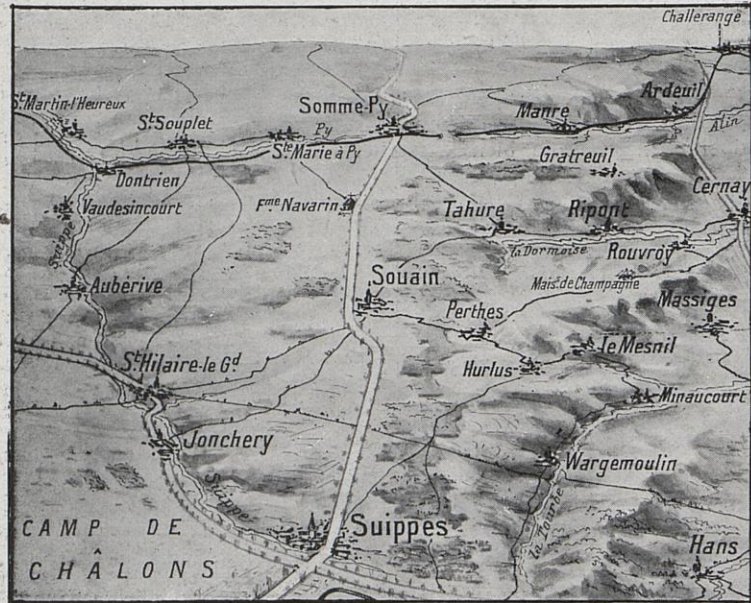 Challerange
St Martin-l'Heureux
St Souplet
Somme-Py
Py
Ste Marie à Py
Manre
Ardeuil
Alin
Dontrien
Gratreuil
Vaudesincourt
Fme Navarin
Tahure
Ripont
Cernay
Suippe
la Dormoise
Rouvroy
Aubérive
Souain
Mais. de Champagne
Massiges
Perthes
St Hilaire-le Gd
Hurlus
le Mesnil
Minaucourt
Jonchery
Wargemoulin
Suippe
la Tourbe
CAMP DE
CHÂLONS
Suippes
Hans